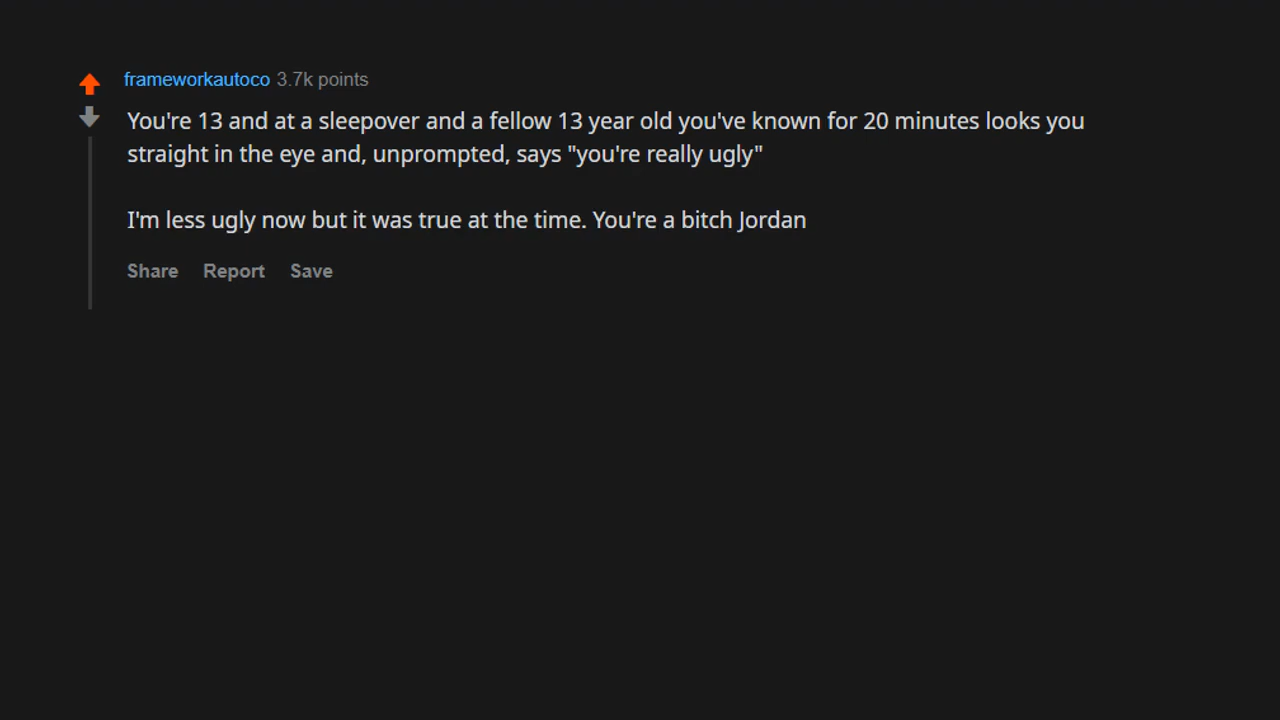 frameworkautoco 3.7k points
You're 13 and at a sleepover and a fellow 13 year old you've known for 20 minutes looks you
straight in the eye and, unprompted, says "you're really ugly"
I'm less ugly now but it was true at the time. You're a bitch Jordan
Share Report Save